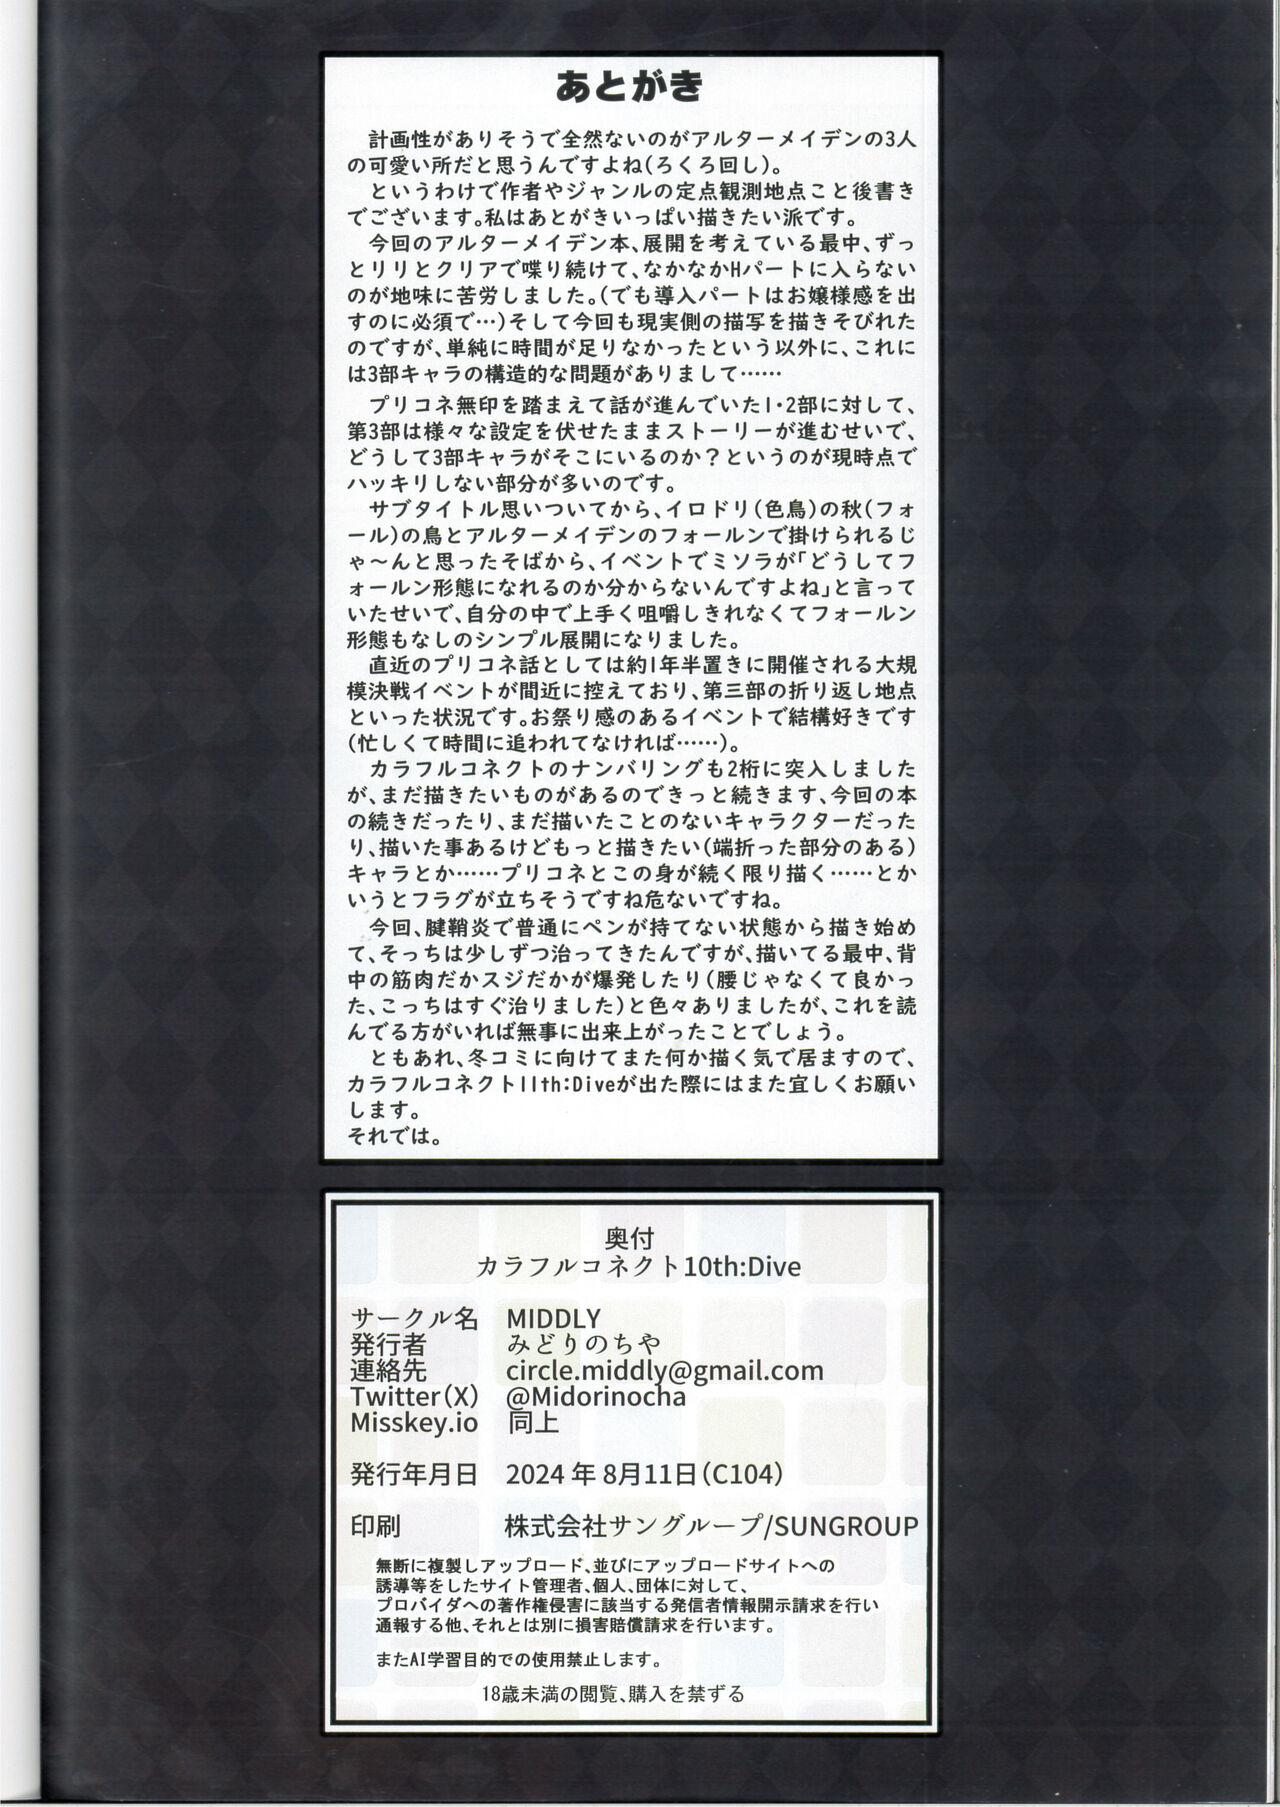 あとがき
　計画性がありそうで全然ないのがアルターメイデンの3人
の可愛い所だと思うんですよね(ろくろ回し)。
　というわけで作者やジャンルの定点観測地点こと後書き
でございます。私はあとがきいっぱい描きたい派です。
　今回のアルターメイデン本、展開を考えている最中、ずっ
とリリとクリアで喋り続けて、なかなかHパートに入らない
のが地味に苦労しました。(でも導入パートはお嬢様感を出
すのに必須で…)そして今回も現実側の描写を描きそびれた
のですが、単純に時間が足りなかったという以外に、これに
は3部キャラの構造的な問題がありまして……
　プリコネ無印を踏まえて話が進んでいた1・2部に対して、
第3部は様々な設定を伏せたままストーリーが進むせいで、
どうして3部キャラがそこにいるのか？というのが現時点で
ハッキリしない部分が多いのです。
　サブタイトル思いついてから、イロドリ(色鳥)の秋(フォ
ール)の鳥とアルターメイデンのフォールンで掛けられるじ
ゃ～んと思ったそばから、イベントでミソラが「どうしてフ
ォールン形態になれるのか分からないんですよね」と言って
いたせいで、自分の中で上手く咀嚼しきれなくてフォールン
形態もなしのシンプル展開になりました。
　直近のプリコネ話としては約1年半置きに開催される大規
模決戦イベントが間近に控えており、第三部の折り返し地点
といった状況です。お祭り感のあるイベントで結構好きです
(忙しくて時間に追われてなければ……)。
　カラフルコネクトのナンバリングも2桁に突入しました
が、まだ描きたいものがあるのできっと続きます、今回の本
の続きだったり、まだ描いたことのないキャラクターだった
り、描いた事あるけどもっと描きたい(端折った部分のある)
キャラとか……プリコネとこの身が続く限り描く……とか
いうとフラグが立ちそうですね危ないですね。
　今回、腱鞘炎で普通にペンが持てない状態から描き始め
て、そっちは少しずつ治ってきたんですが、描いてる最中、背
中の筋肉だかスジだかが爆発したり(腰じゃなくて良かっ
た、こっちはすぐ治りました)と色々ありましたが、これを読
んでる方がいれば無事に出来上がったことでしょう。
　ともあれ、冬コミに向けてまた何か描く気で居ますので、
カラフルコネクト11th:Diveが出た際にはまた宜しくお願い
します。
それでは。
奥付
カラフルコネクト10th:Dive
サークル名　MIDDLY
発行者　みどりのちゃ
連絡先　circle.middly@gmail.com
Twitter(X)　@Midorinocha
Misskey.io　同上
発行年月日　2024年8月11日(C104)
印刷　株式会社サングループ/SUNGROUP
無断に複製しアップロード、並びにアップロードサイトへの
誘導等をしたサイト管理者、個人、団体に対して、
プロバイダへの著作権侵害に該当する発信者情報開示請求を行い
通報する他、それとは別に損害賠償請求を行います。
またAI学習目的での使用禁止します。
18歳未満の閲覧、購入を禁ずる